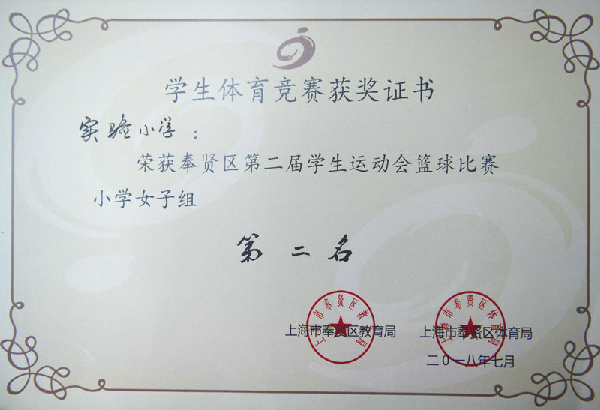 学生体育竞赛获奖证书
实验小学：
荣获奉贤区第二届学生运动会篮球比赛
小学女子组
第二名
上海市奉贤区教育局 上海市奉贤区体育局
二〇一八年七月